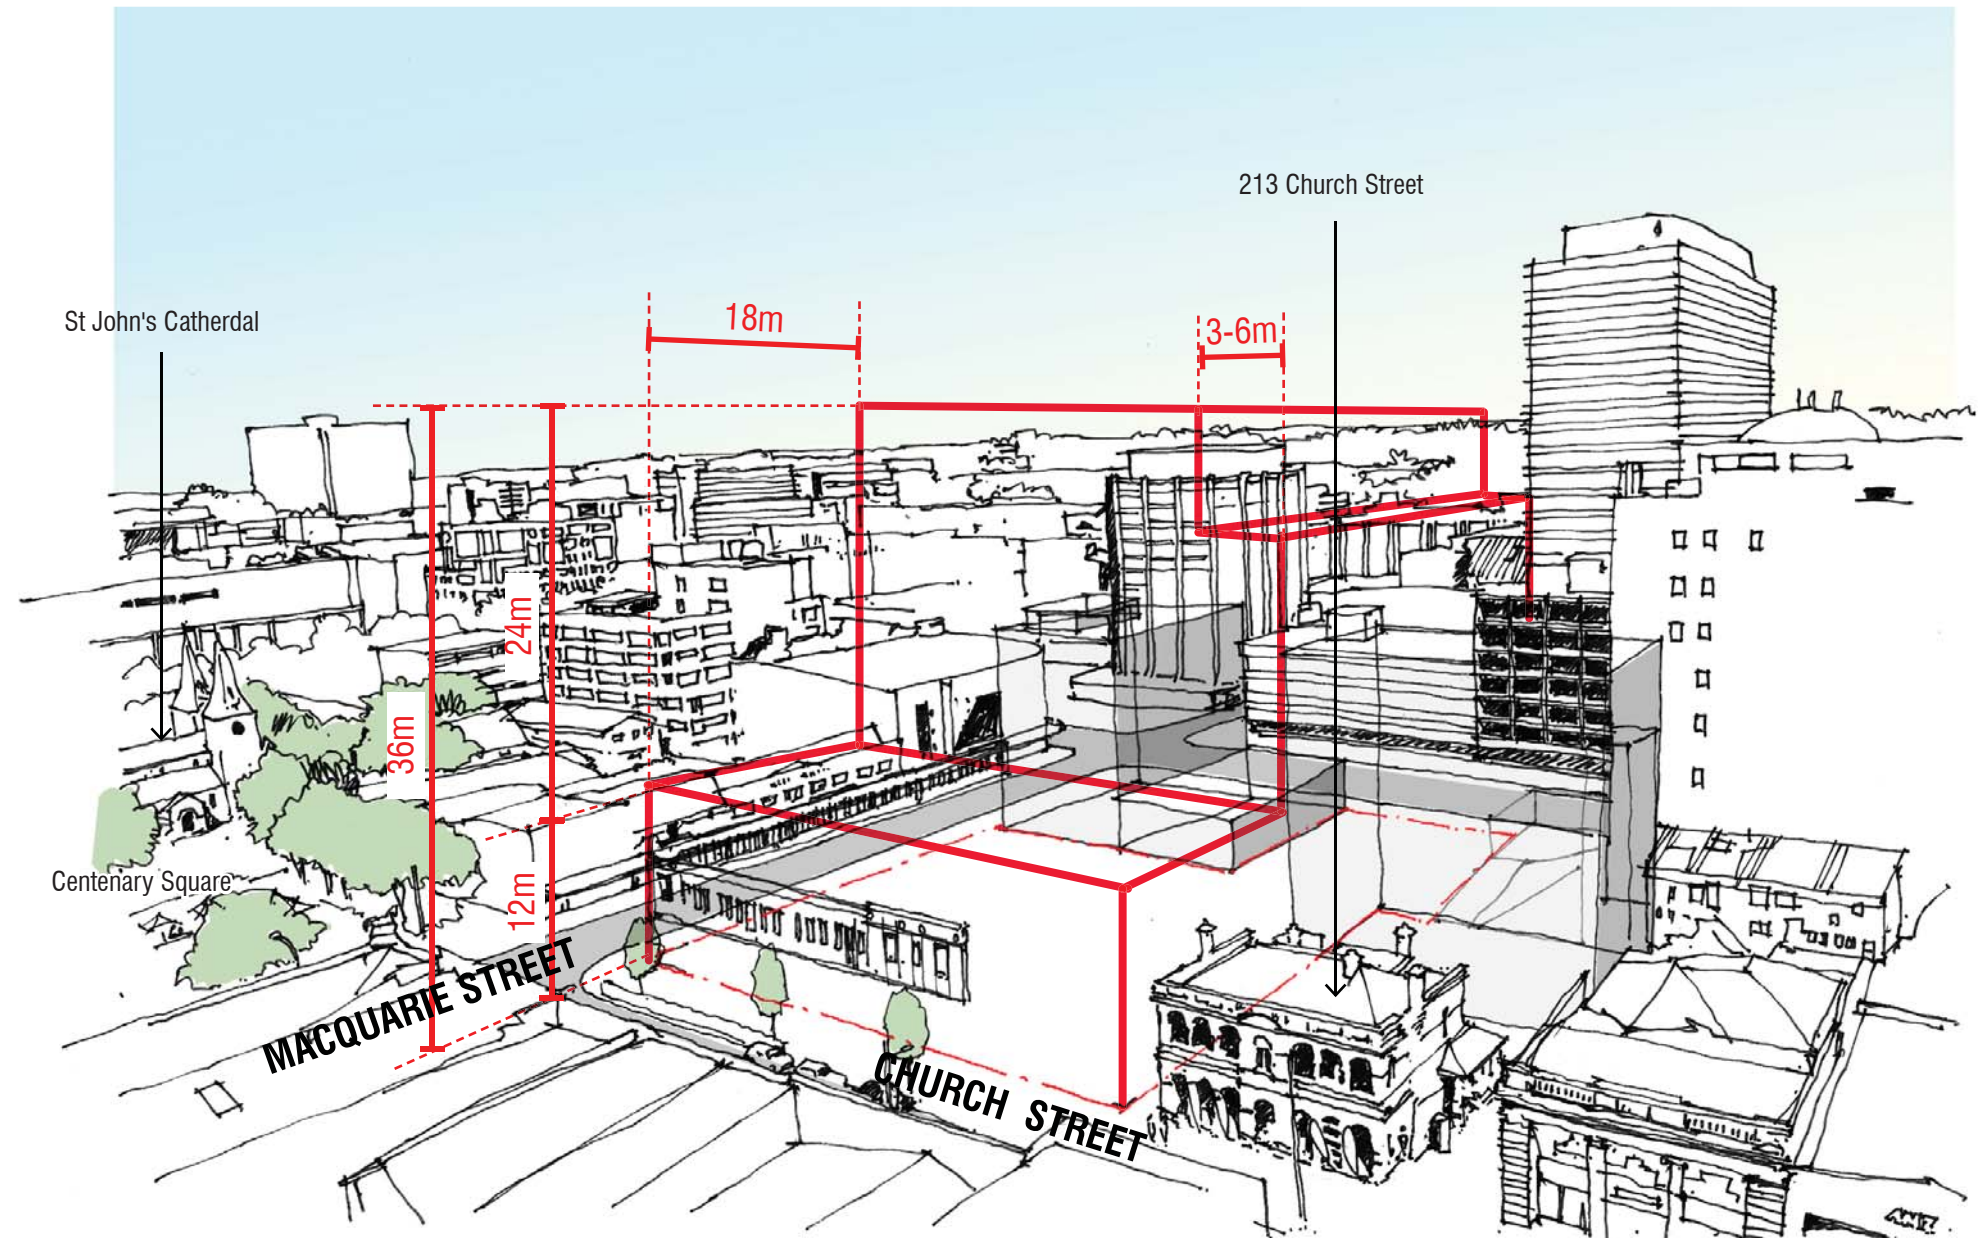 213 Church Street
St John's Catherdal
18m
3-6m
24m
36m
12m
Centenary Square
MACQUARIE STREET
CHURCH STREET